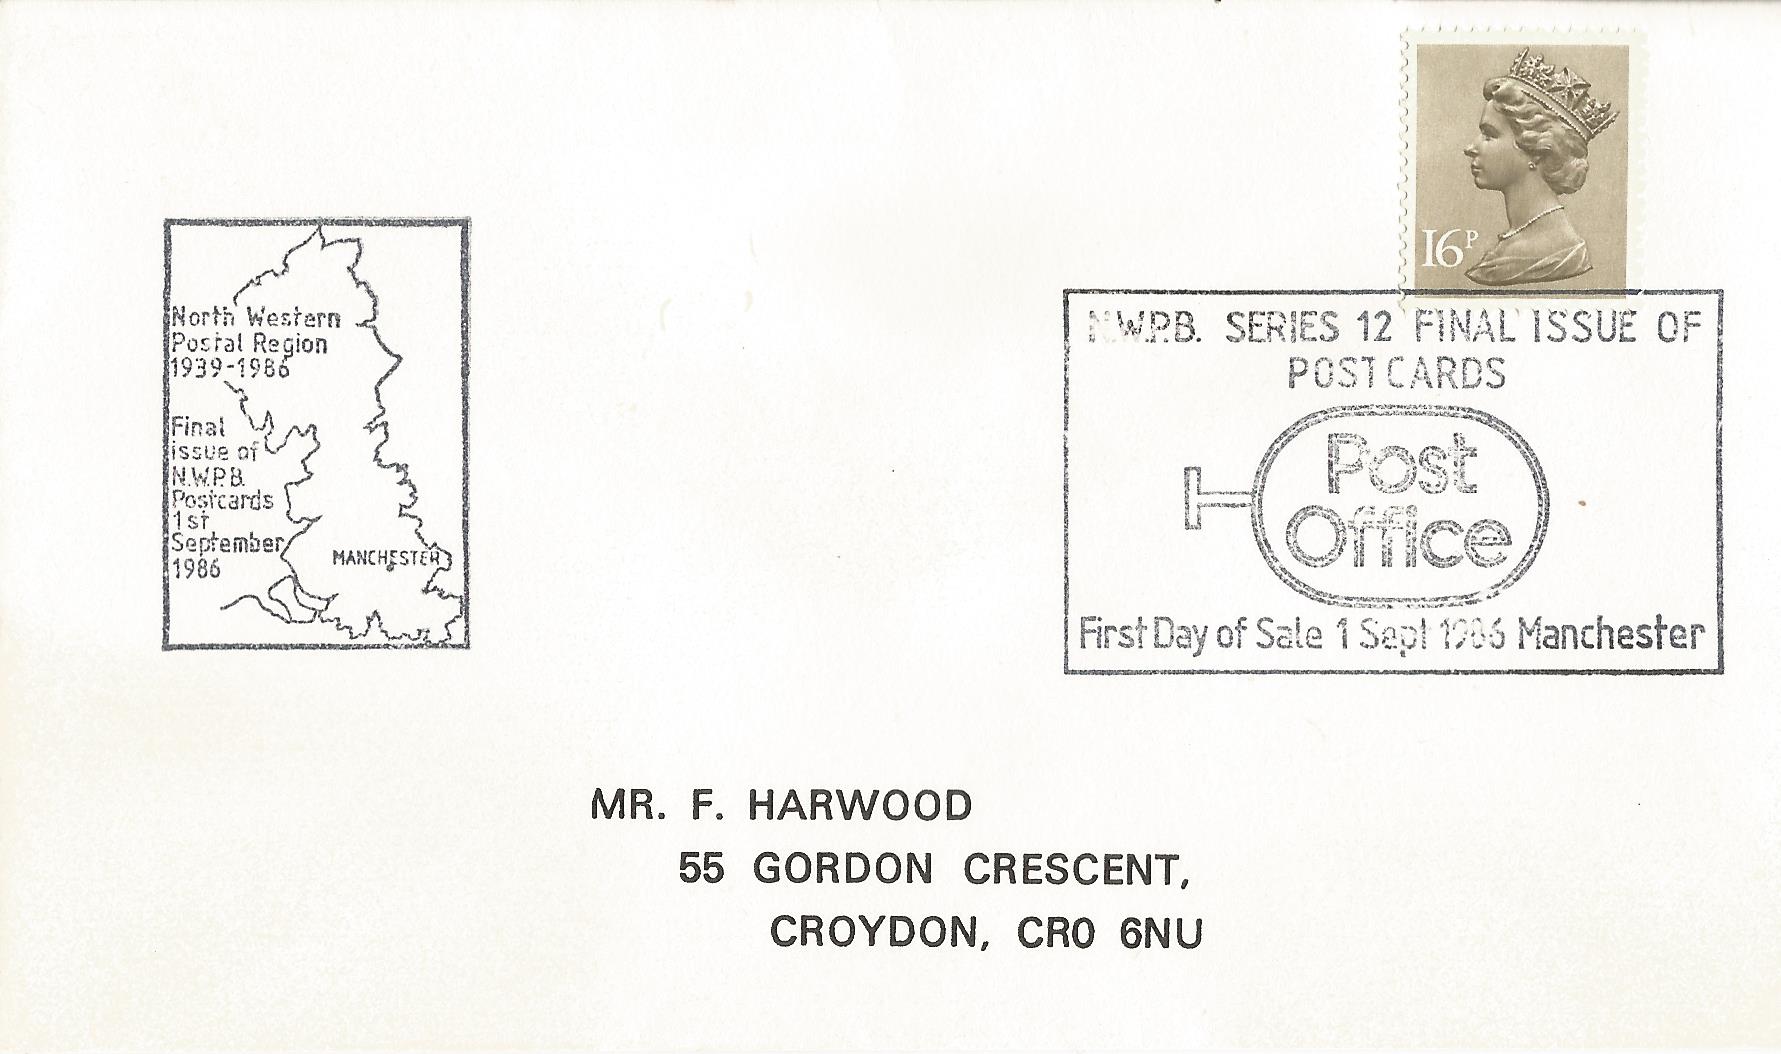 North Western
Postal Region
1939-1986
Final
issue of
N.W.P.B.
Postcards
1st
September
1986
MANCHESTER
16P
N.W.P.B. SERIES 12 FINAL ISSUE OF
POSTCARDS
Post
Office
First Day of Sale 1 Sept 1986 Manchester
MR. F. HARWOOD
55 GORDON CRESCENT,
CROYDON, CR0 6NU